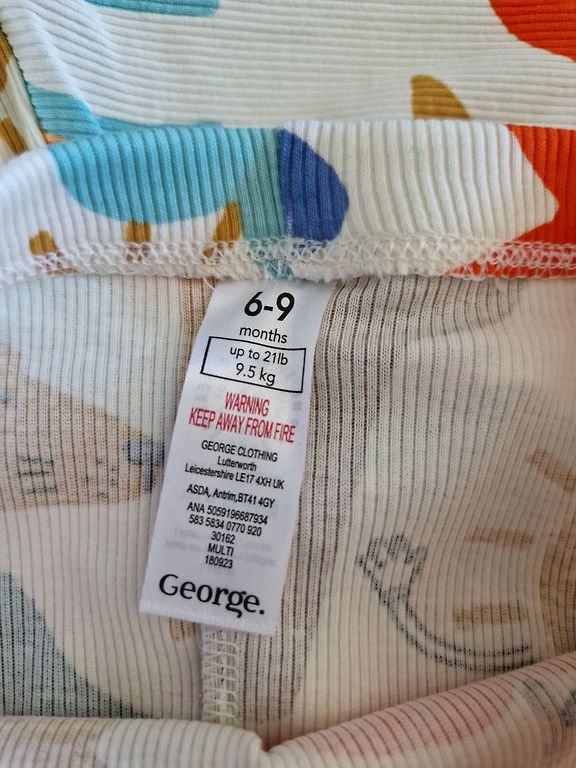 6-9
months
up to 21lb
9.5 kg
WARNING
KEEP AWAY FROM FIRE
GEORGE CLOTHING
Lutterworth
Leicestershire LE17 4XH UK
ASDA, Antrim,BT41 4GY
ANA 5059196687934
583 5834 0770 920
30162
MULTI
180923
George.